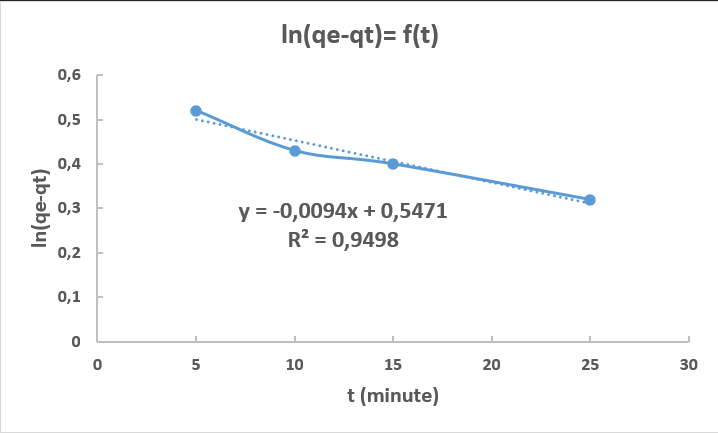 ln(qe-qt)= f(t)
0,6
0,5
0,4
0,3
0,2
0,1
0
ln(qe-qt)
y = -0,0094x + 0,5471
R² = 0,9498
0 5 10 15 20 25 30
t (minute)